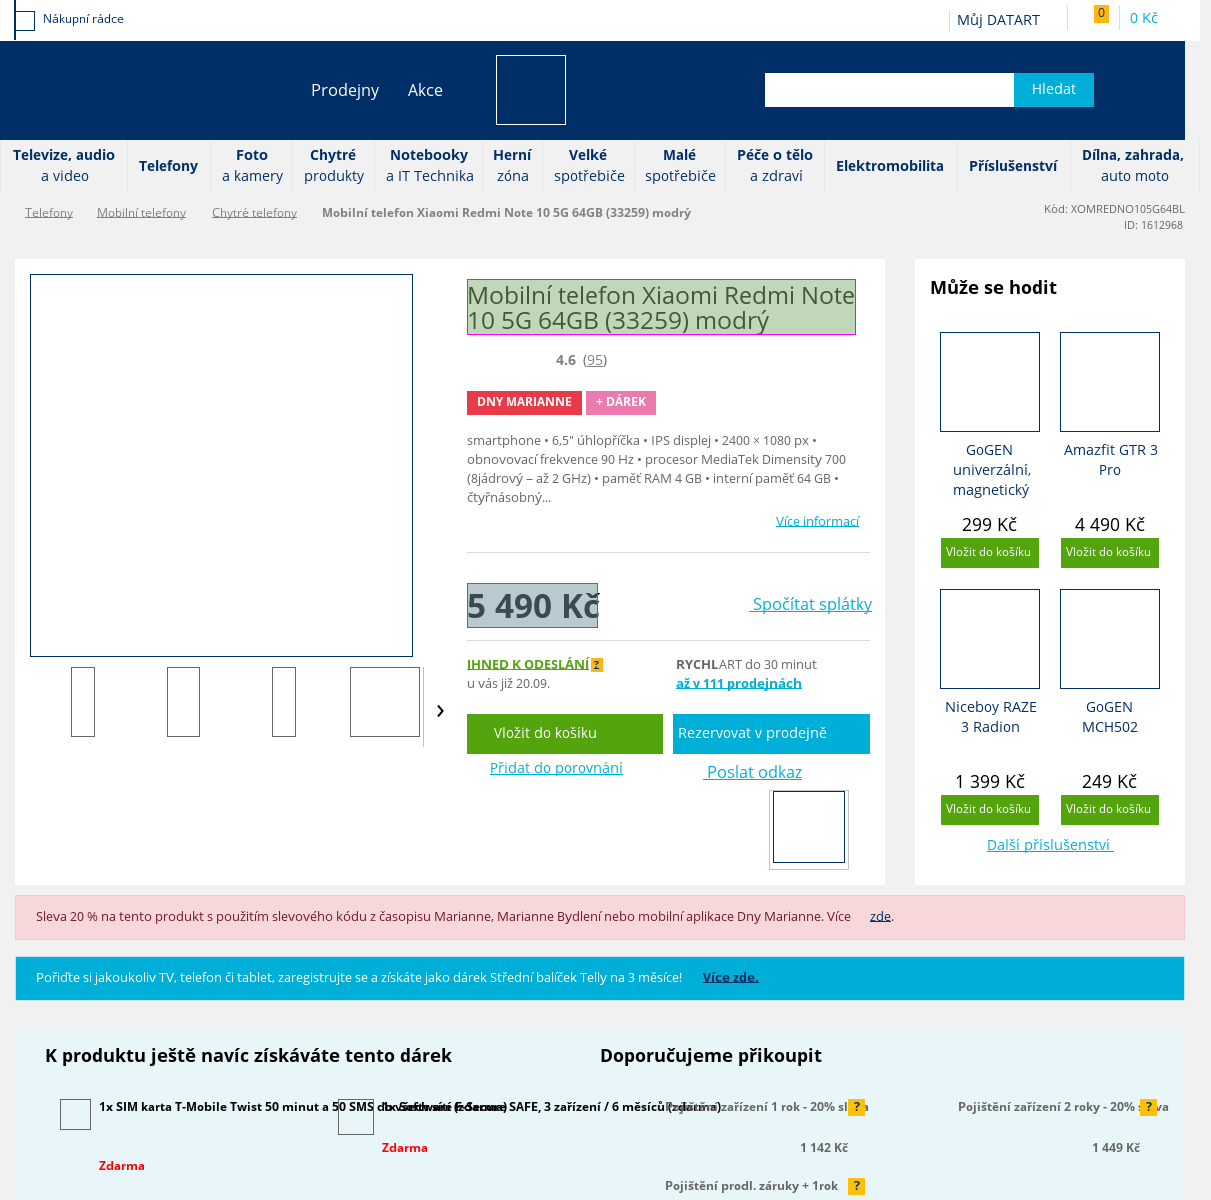 Nákupní rádce
Můj DATART
0
0 Kč
Prodejny
Akce
Hledat
Televize, audio
a video
Telefony
Foto
a kamery
Chytré
produkty
Notebooky
a IT Technika
Herní
zóna
Velké
spotřebiče
Malé
spotřebiče
Péče o tělo
a zdraví
Elektromobilita
Příslušenství
Dílna, zahrada,
auto moto
Telefony
Mobilní telefony
Chytré telefony
Mobilní telefon Xiaomi Redmi Note 10 5G 64GB (33259) modrý
Kód: XOMREDNO105G64BL
ID: 1612968
Mobilní telefon Xiaomi Redmi Note
10 5G 64GB (33259) modrý
4.6 (95)
DNY MARIANNE
+ DÁREK
smartphone • 6,5" úhlopříčka • IPS displej • 2400 × 1080 px •
obnovovací frekvence 90 Hz • procesor MediaTek Dimensity 700
(8jádrový – až 2 GHz) • paměť RAM 4 GB • interní paměť 64 GB •
čtyřnásobný...
Více informací
5 490 Kč
Spočítat splátky
IHNED K ODESLÁNÍ ?
u vás již 20.09.
RYCHLART do 30 minut
až v 111 prodejnách
Vložit do košíku
Rezervovat v prodejně
Přidat do porovnání
Poslat odkaz
Může se hodit
GoGEN
univerzální,
magnetický
299 Kč
Vložit do košíku
Amazfit GTR 3
Pro
4 490 Kč
Vložit do košíku
Niceboy RAZE
3 Radion
1 399 Kč
Vložit do košíku
GoGEN
MCH502
249 Kč
Vložit do košíku
Další příslušenství
Sleva 20 % na tento produkt s použitím slevového kódu z časopisu Marianne, Marianne Bydlení nebo mobilní aplikace Dny Marianne. Více zde.
Pořiďte si jakoukoliv TV, telefon či tablet, zaregistrujte se a získáte jako dárek Střední balíček Telly na 3 měsíce! Více zde.
K produktu ještě navíc získáváte tento dárek
1x SIM karta T-Mobile Twist 50 minut a 50 SMS do všech sítí (zdarma)
Zdarma
1x Software F-Secure SAFE, 3 zařízení / 6 měsíců (zdarma)
Zdarma
Doporučujeme přikoupit
Pojištění zařízení 1 rok - 20% sleva ?
1 142 Kč
Pojištění zařízení 2 roky - 20% sleva ?
1 449 Kč
Pojištění prodl. záruky + 1rok ?